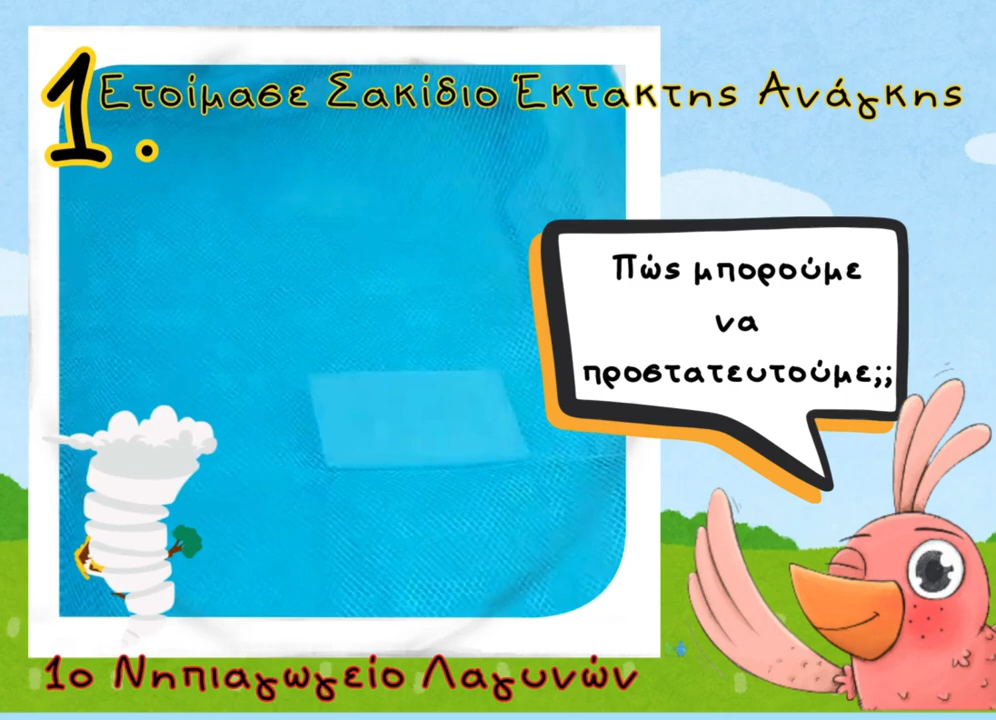 1.
Ετοίμασε Σακίδιο Έκτακτης Ανάγκης
Πώς μπορούμε
να
προστατευτούμε;;
1ο Νηπιαγωγείο Λαγυνών